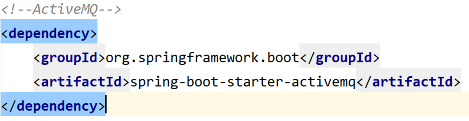 <!--ActiveMQ-->
<dependency>
    <groupId>org.springframework.boot</groupId>
    <artifactId>spring-boot-starter-activemq</artifactId>
</dependency>